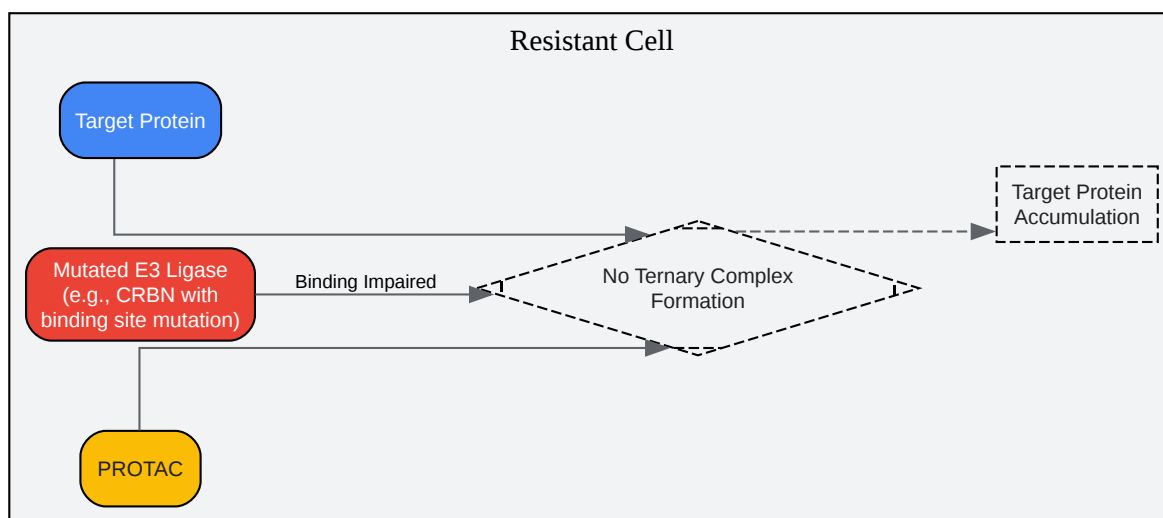 Resistant Cell
Target Protein
Target Protein
Accumulation
Mutated E3 Ligase
(e.g., CRBN with
binding site mutation)
Binding Impaired
No Ternary Complex
Formation
PROTAC